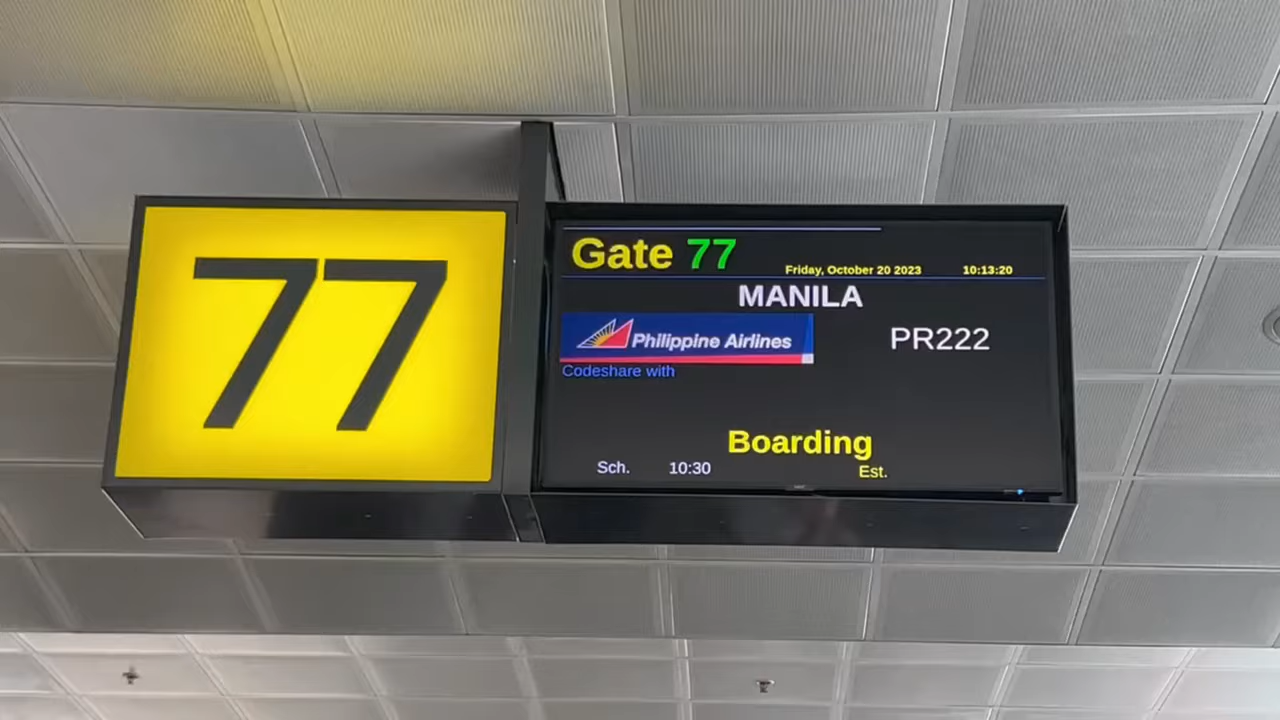 77
Gate 77
Friday, October 20 2023 10:13:20
MANILA
Philippine Airlines PR222
Codeshare with
Boarding
Sch. 10:30 Est.